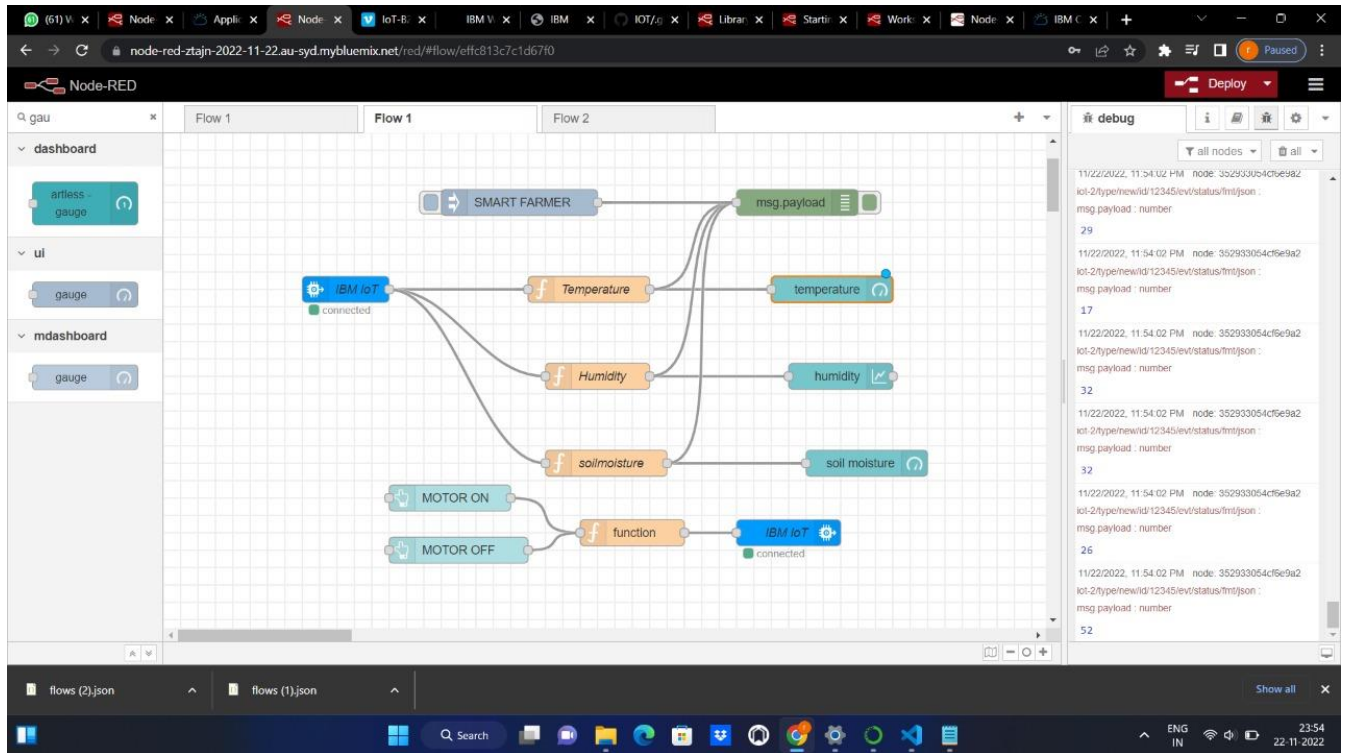 (61) W
Node
Applic
Node-
IoT-B
IBM W
IBM
IOT/.g
Librar
Startin
Works
Node
IBM C
node-red-ztajn-2022-11-22.au-syd.mybluemix.net/red/#flow/effc813c7c1d67f0
Paused
Node-RED
Deploy
gau
Flow 1
Flow 1
Flow 2
debug
all nodes
all
dashboard
artless -
gauge
ui
gauge
mdashboard
gauge
SMART FARMER
msg.payload
IBM IoT
connected
Temperature
temperature
Humidity
humidity
soilmoisture
soil moisture
MOTOR ON
MOTOR OFF
function
IBM IoT
connected
11/22/2022, 11:54:02 PM node: 352933054cf6e9a2
iot-2/type/new/id/12345/evt/status/fmt/json :
msg.payload : number
29
11/22/2022, 11:54:02 PM node: 352933054cf6e9a2
iot-2/type/new/id/12345/evt/status/fmt/json :
msg.payload : number
17
11/22/2022, 11:54:02 PM node: 352933054cf6e9a2
iot-2/type/new/id/12345/evt/status/fmt/json :
msg.payload : number
32
11/22/2022, 11:54:02 PM node: 352933054cf6e9a2
iot-2/type/new/id/12345/evt/status/fmt/json :
msg.payload : number
32
11/22/2022, 11:54:02 PM node: 352933054cf6e9a2
iot-2/type/new/id/12345/evt/status/fmt/json :
msg.payload : number
26
11/22/2022, 11:54:02 PM node: 352933054cf6e9a2
iot-2/type/new/id/12345/evt/status/fmt/json :
msg.payload : number
52
flows (2).json
flows (1).json
Show all
Search
ENG
IN
23:54
22-11-2022